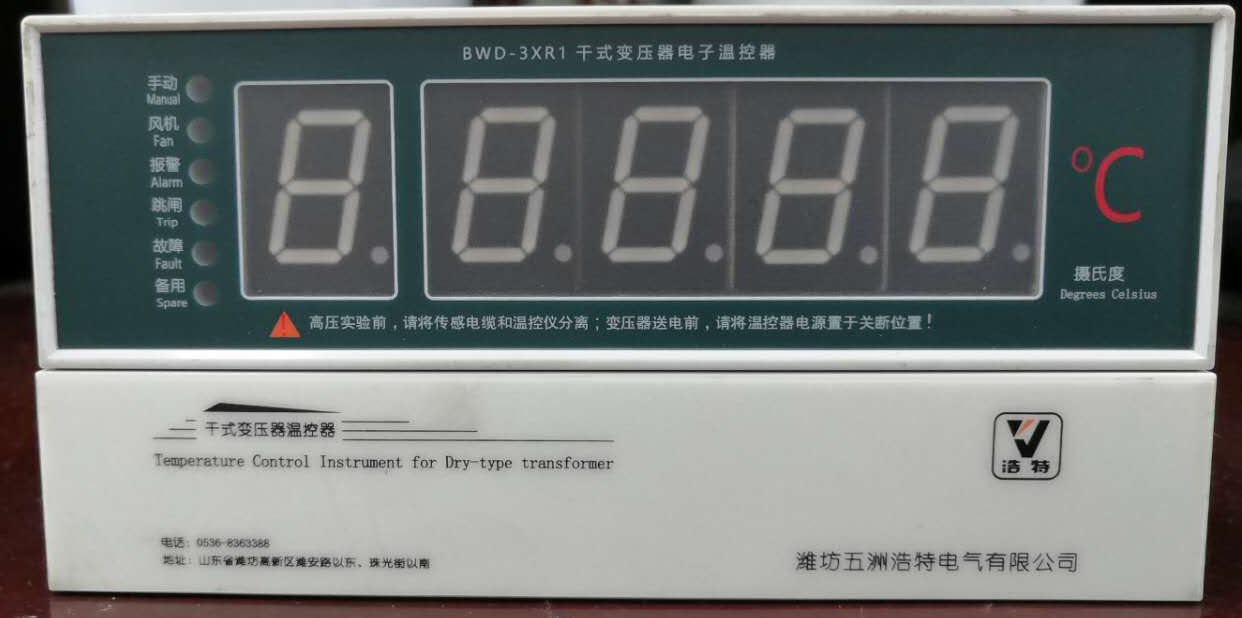 BWD-3XR1 干式变压器电子温控器
手动
Manual
风机
Fan
报警
Alarm
跳闸
Trip
故障
Fault
备用
Spare
℃
摄氏度
Degrees Celsius
高压实验前，请将传感电缆和温控仪分离；变压器送电前，请将温控器电源置于关断位置！
干式变压器温控器
Temperature Control Instrument for Dry-type transformer
浩特
电话：0536-8363388
地址：山东省潍坊高新区潍安路以东、珠光街以南
潍坊五洲浩特电气有限公司